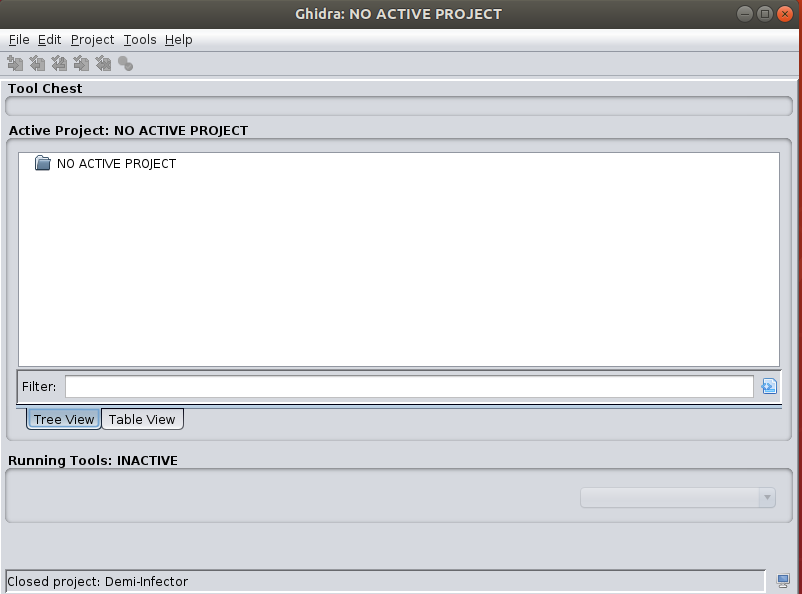 Ghidra: NO ACTIVE PROJECT
File Edit Project Tools Help
Tool Chest
Active Project: NO ACTIVE PROJECT
NO ACTIVE PROJECT
Filter:
Tree View Table View
Running Tools: INACTIVE
Closed project: Demi-Infector